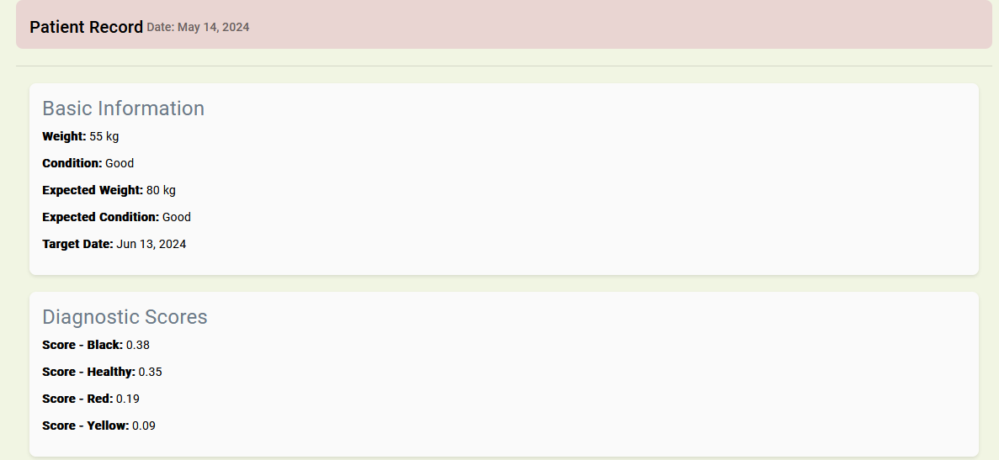 Patient Record Date: May 14, 2024
Basic Information
Weight: 55 kg
Condition: Good
Expected Weight: 80 kg
Expected Condition: Good
Target Date: Jun 13, 2024
Diagnostic Scores
Score - Black: 0.38
Score - Healthy: 0.35
Score - Red: 0.19
Score - Yellow: 0.09